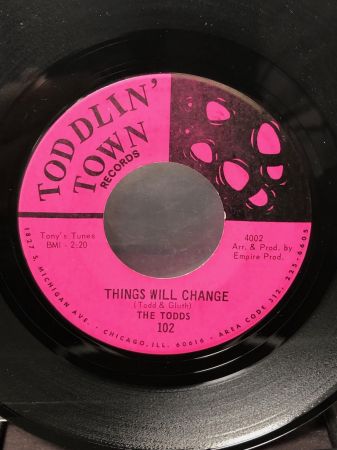 TODDLIN'
TOWN
RECORDS
Tony's Tunes
BMI - 2:20
4002
Arr. & Prod. by
Empire Prod.
THINGS WILL CHANGE
(Todd & Gluth)
THE TODDS
102
1827 S. MICHIGAN AVE. - CHICAGO, ILL. 60616 - AREA CODE 312, 225-6605